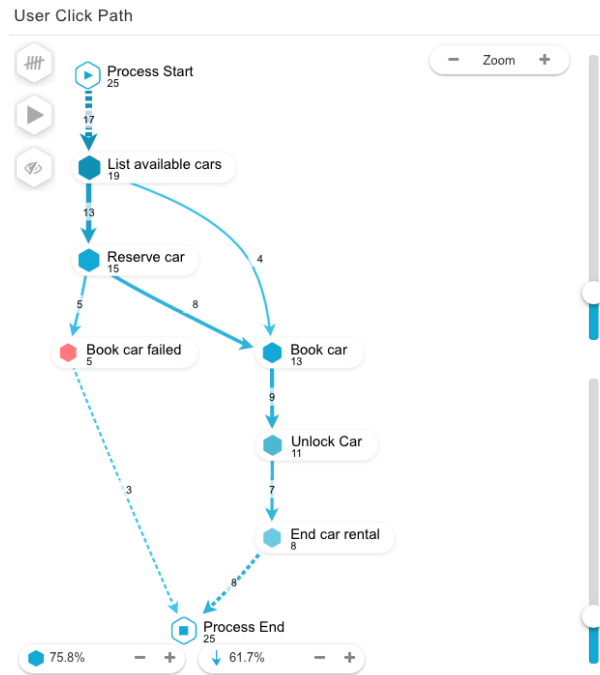 User Click Path
Zoom
Process Start
25
17
List available cars
19
13
4
Reserve car
15
5
8
Book car failed
5
Book car
13
9
Unlock Car
11
3
7
End car rental
8
8
Process End
25
75.8%
61.7%